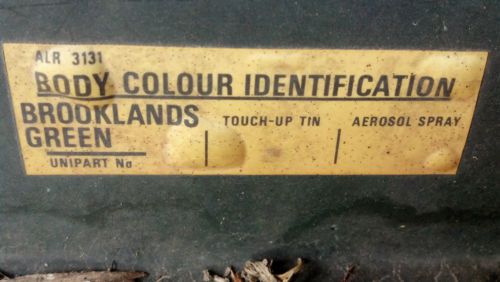 ALR 3131
BODY COLOUR IDENTIFICATION
BROOKLANDS
GREEN
TOUCH-UP TIN
AEROSOL SPRAY
UNIPART No